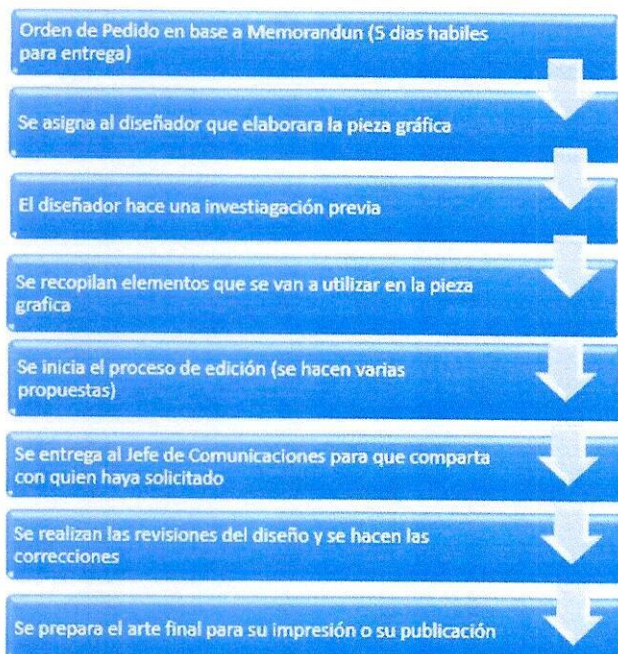 Orden de Pedido en base a Memorandun (5 dias habiles
para entrega)
Se asigna al diseñador que elaborara la pieza gráfica
El diseñador hace una investiagación previa
Se recopilan elementos que se van a utilizar en la pieza
grafica
Se inicia el proceso de edición (se hacen varias
propuestas)
Se entrega al Jefe de Comunicaciones para que comparta
con quien haya solicitado
Se realizan las revisiones del diseño y se hacen las
correcciones
Se prepara el arte final para su impresión o su publicación